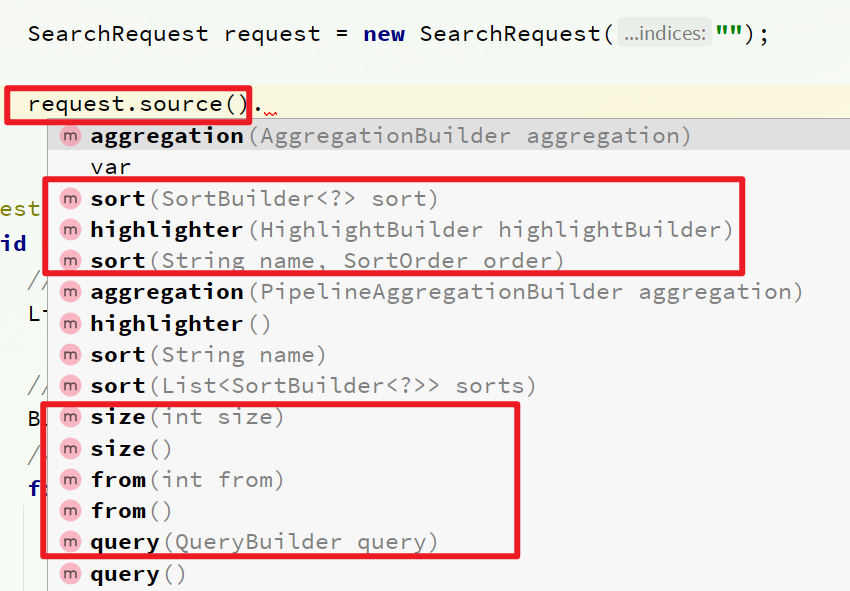 SearchRequest request = new SearchRequest( ...indices: "");
request.source().
m aggregation(AggregationBuilder aggregation)
var
m sort(SortBuilder<?> sort)
est
m highlighter(HighlightBuilder highlightBuilder)
id
m sort(String name, SortOrder order)
//
m aggregation(PipelineAggregationBuilder aggregation)
m highlighter()
m sort(String name)
m sort(List<SortBuilder<?>> sorts)
//
m size(int size)
m size()
m from(int from)
m from()
m query(QueryBuilder query)
m query()